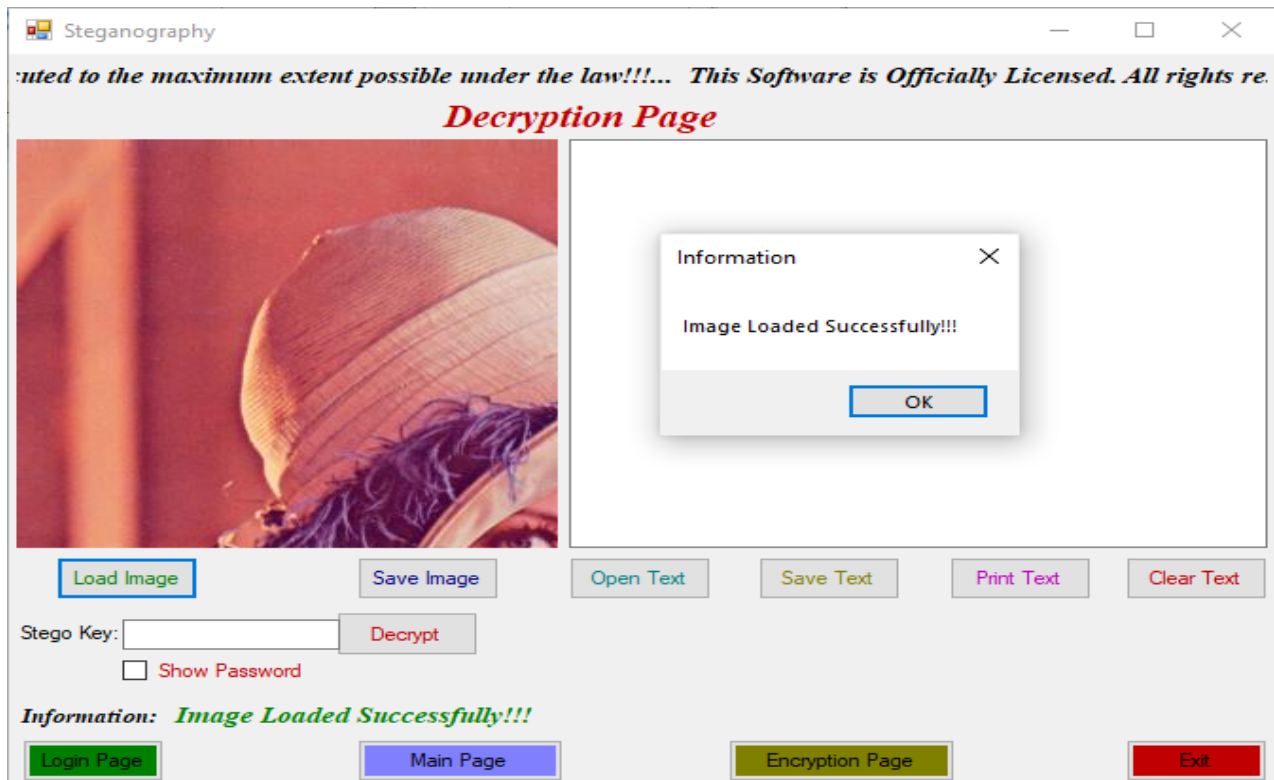 Steganography
cuted to the maximum extent possible under the law!!!... This Software is Officially Licensed. All rights re
Decryption Page
Information
Image Loaded Successfully!!!
OK
Load Image Save Image Open Text Save Text Print Text Clear Text
Stego Key: Decrypt
Show Password
Information: Image Loaded Successfully!!!
Login Page Main Page Encryption Page Exit